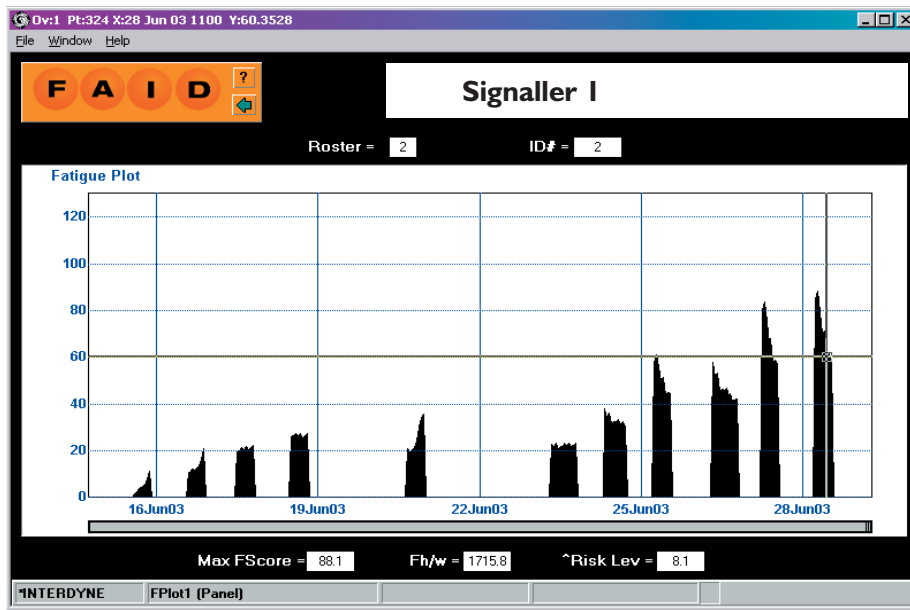 Ov:1 Pt:324 X:28 Jun 03 1100 Y:60.3528
File Window Help
F A I D ?
Signaller 1
Roster = 2 ID# = 2
Fatigue Plot
120
100
80
60
40
20
0
16Jun03 19Jun03 22Jun03 25Jun03 28Jun03
Max FScore = 88.1 Fh/w = 1715.8 ^Risk Lev = 8.1
*INTERDYNE FPlot1 (Panel)